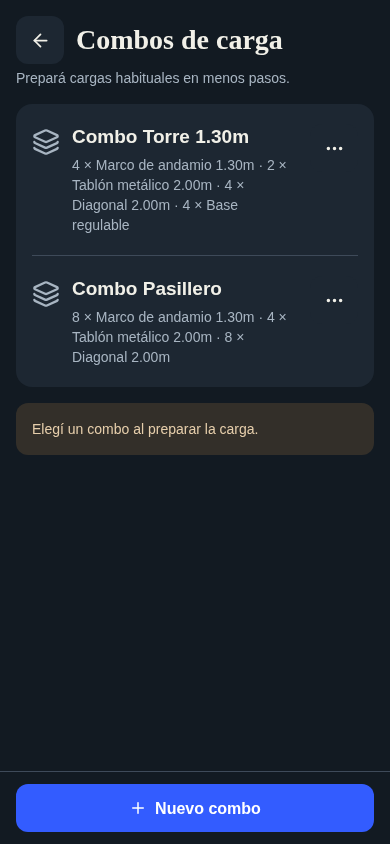 Combos de carga
Prepará cargas habituales en menos pasos.
Combo Torre 1.30m
4 × Marco de andamio 1.30m · 2 ×
Tablón metálico 2.00m · 4 ×
Diagonal 2.00m · 4 × Base
regulable
Combo Pasillero
8 × Marco de andamio 1.30m · 4 ×
Tablón metálico 2.00m · 8 ×
Diagonal 2.00m
Elegí un combo al preparar la carga.
Nuevo combo